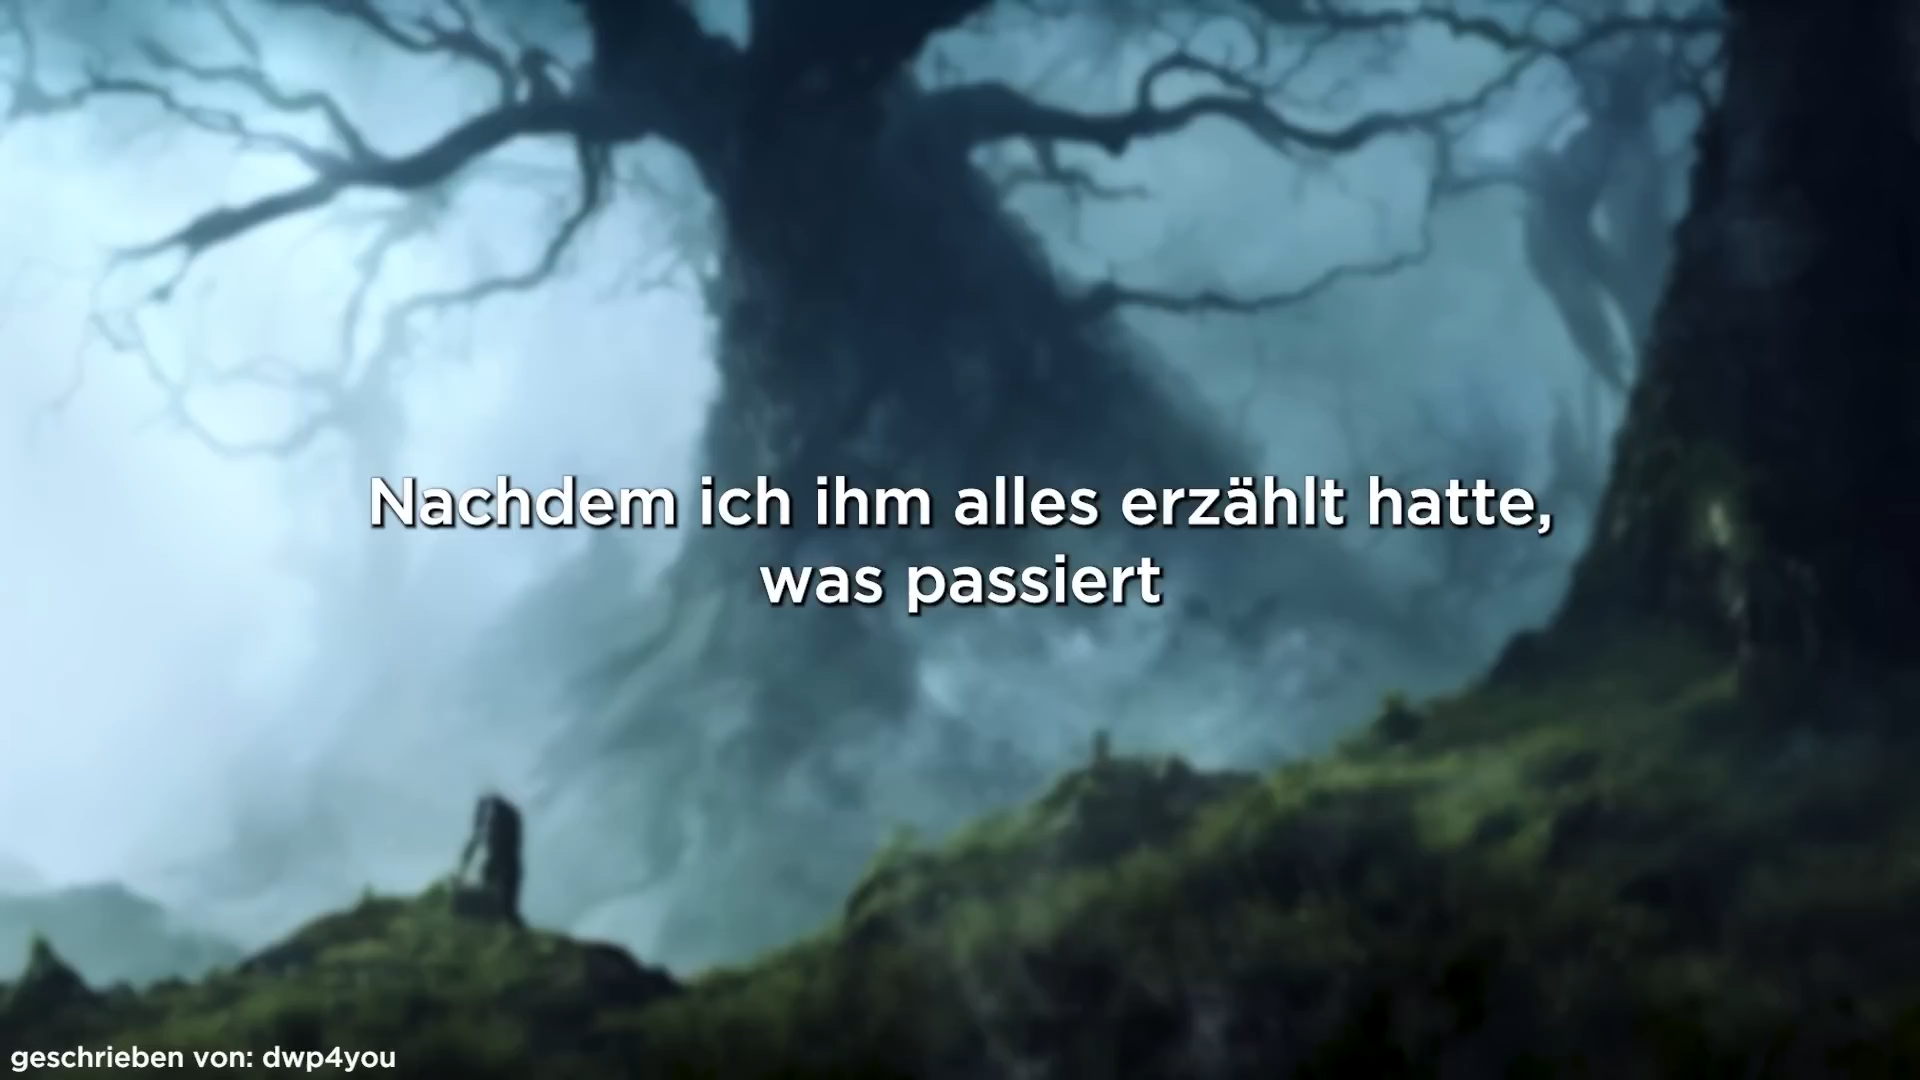 Nachdem ich ihm alles erzählt hatte,
was passiert
geschrieben von: dwp4you